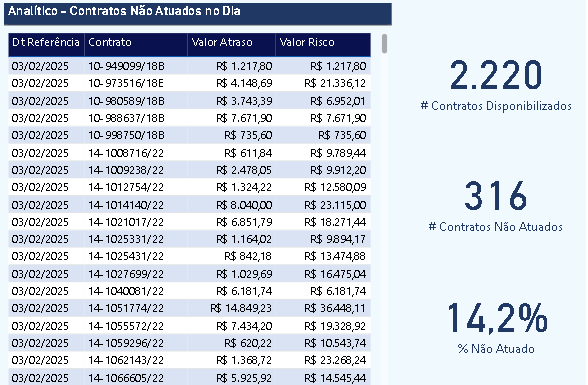 Analítico – Contratos Não Atuados no Dia
Dt Referência Contrato Valor Atraso Valor Risco
03/02/2025 10-949099/18B R$ 1.217,80 R$ 1.217,80
03/02/2025 10-973516/18E R$ 4.148,69 R$ 21.336,12
03/02/2025 10-980589/18B R$ 3.743,39 R$ 6.952,01
03/02/2025 10-988637/18B R$ 7.671,90 R$ 7.671,90
03/02/2025 10-998750/18B R$ 735,60 R$ 735,60
03/02/2025 14-1008716/22 R$ 611,84 R$ 9.789,44
03/02/2025 14-1009238/22 R$ 2.478,05 R$ 9.912,20
03/02/2025 14-1012754/22 R$ 1.324,22 R$ 12.580,09
03/02/2025 14-1014140/22 R$ 8.040,00 R$ 23.115,00
03/02/2025 14-1021017/22 R$ 6.851,79 R$ 18.271,44
03/02/2025 14-1025331/22 R$ 1.164,02 R$ 9.894,17
03/02/2025 14-1025431/22 R$ 842,18 R$ 13.474,88
03/02/2025 14-1027699/22 R$ 1.029,69 R$ 16.475,04
03/02/2025 14-1040081/22 R$ 6.181,74 R$ 6.181,74
03/02/2025 14-1051774/22 R$ 14.849,23 R$ 36.448,11
03/02/2025 14-1055572/22 R$ 7.434,20 R$ 19.328,92
03/02/2025 14-1059296/22 R$ 620,22 R$ 10.543,74
03/02/2025 14-1062143/22 R$ 1.368,72 R$ 23.268,24
03/02/2025 14-1066605/22 R$ 5.925,92 R$ 14.545,44
2.220
# Contratos Disponibilizados
316
# Contratos Não Atuados
14,2%
% Não Atuado